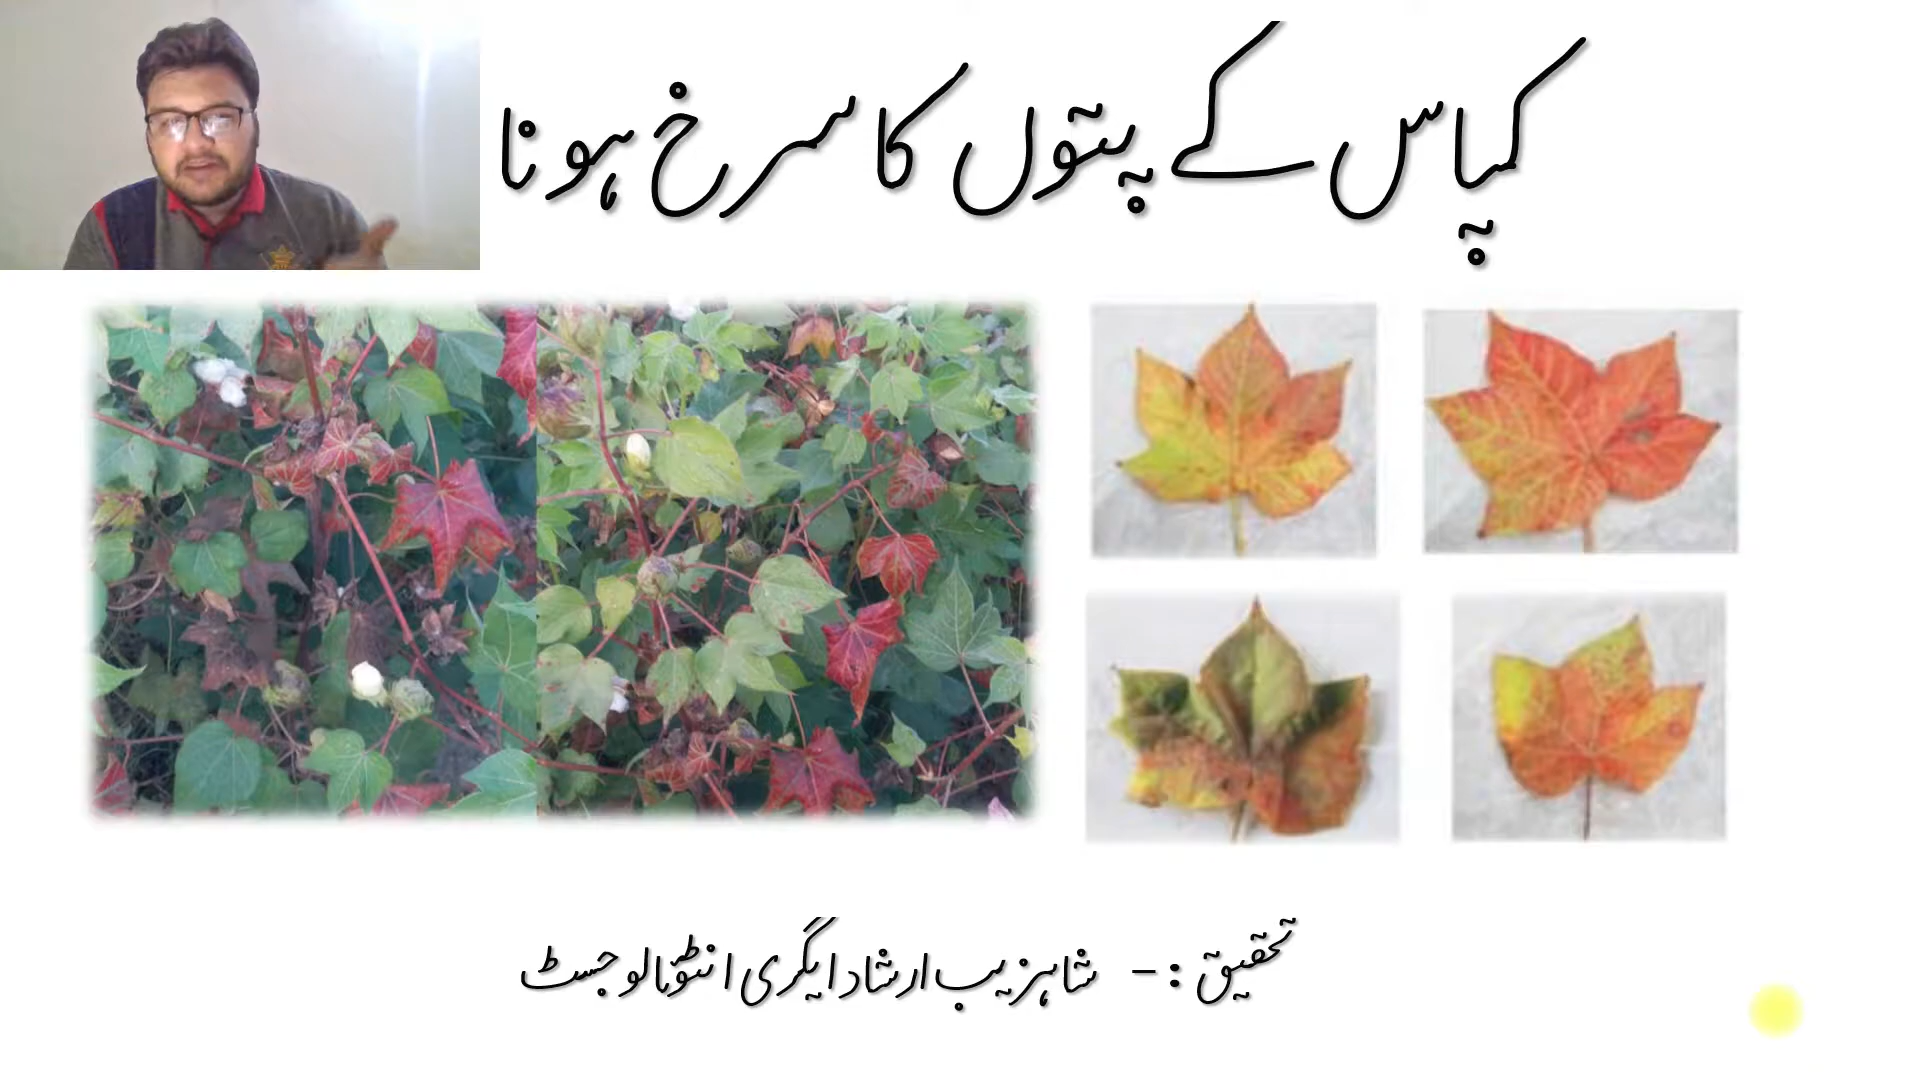 کپاس کے پتوں کا سرخ ہونا
تحقیق :- شاہزیب ارشاد ایگری انٹومالوجسٹ